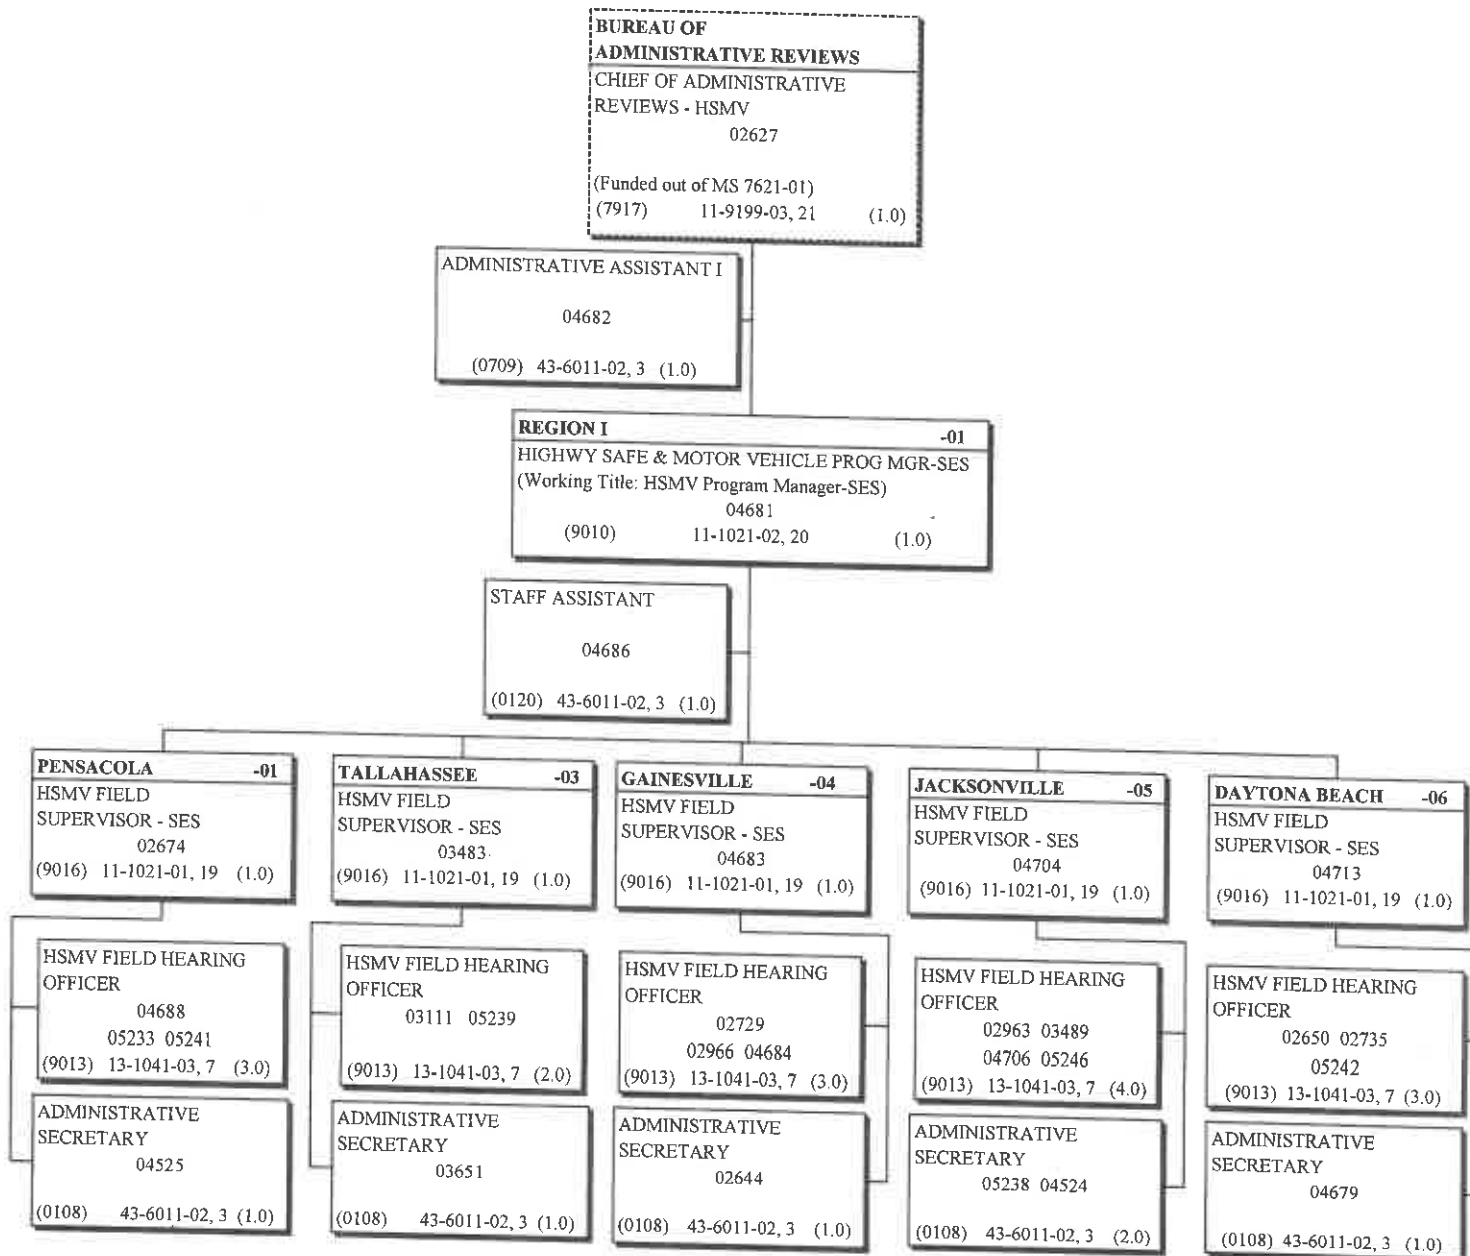 BUREAU OF
ADMINISTRATIVE REVIEWS
CHIEF OF ADMINISTRATIVE
REVIEWS - HSMV
02627
(Funded out of MS 7621-01)
(7917) 11-9199-03, 21 (1.0)
ADMINISTRATIVE ASSISTANT I
04682
(0709) 43-6011-02, 3 (1.0)
REGION I -01
HIGHWY SAFE & MOTOR VEHICLE PROG MGR-SES
(Working Title: HSMV Program Manager-SES)
04681
(9010) 11-1021-02, 20 (1.0)
STAFF ASSISTANT
04686
(0120) 43-6011-02, 3 (1.0)
PENSACOLA -01
HSMV FIELD
SUPERVISOR - SES
02674
(9016) 11-1021-01, 19 (1.0)
HSMV FIELD HEARING
OFFICER
04688
05233 05241
(9013) 13-1041-03, 7 (3.0)
ADMINISTRATIVE
SECRETARY
04525
(0108) 43-6011-02, 3 (1.0)
TALLAHASSEE -03
HSMV FIELD
SUPERVISOR - SES
03483
(9016) 11-1021-01, 19 (1.0)
HSMV FIELD HEARING
OFFICER
03111 05239
(9013) 13-1041-03, 7 (2.0)
ADMINISTRATIVE
SECRETARY
03651
(0108) 43-6011-02, 3 (1.0)
GAINESVILLE -04
HSMV FIELD
SUPERVISOR - SES
04683
(9016) 11-1021-01, 19 (1.0)
HSMV FIELD HEARING
OFFICER
02729
02966 04684
(9013) 13-1041-03, 7 (3.0)
ADMINISTRATIVE
SECRETARY
02644
(0108) 43-6011-02, 3 (1.0)
JACKSONVILLE -05
HSMV FIELD
SUPERVISOR - SES
04704
(9016) 11-1021-01, 19 (1.0)
HSMV FIELD HEARING
OFFICER
02963 03489
04706 05246
(9013) 13-1041-03, 7 (4.0)
ADMINISTRATIVE
SECRETARY
05238 04524
(0108) 43-6011-02, 3 (2.0)
DAYTONA BEACH -06
HSMV FIELD
SUPERVISOR - SES
04713
(9016) 11-1021-01, 19 (1.0)
HSMV FIELD HEARING
OFFICER
02650 02735
05242
(9013) 13-1041-03, 7 (3.0)
ADMINISTRATIVE
SECRETARY
04679
(0108) 43-6011-02, 3 (1.0)